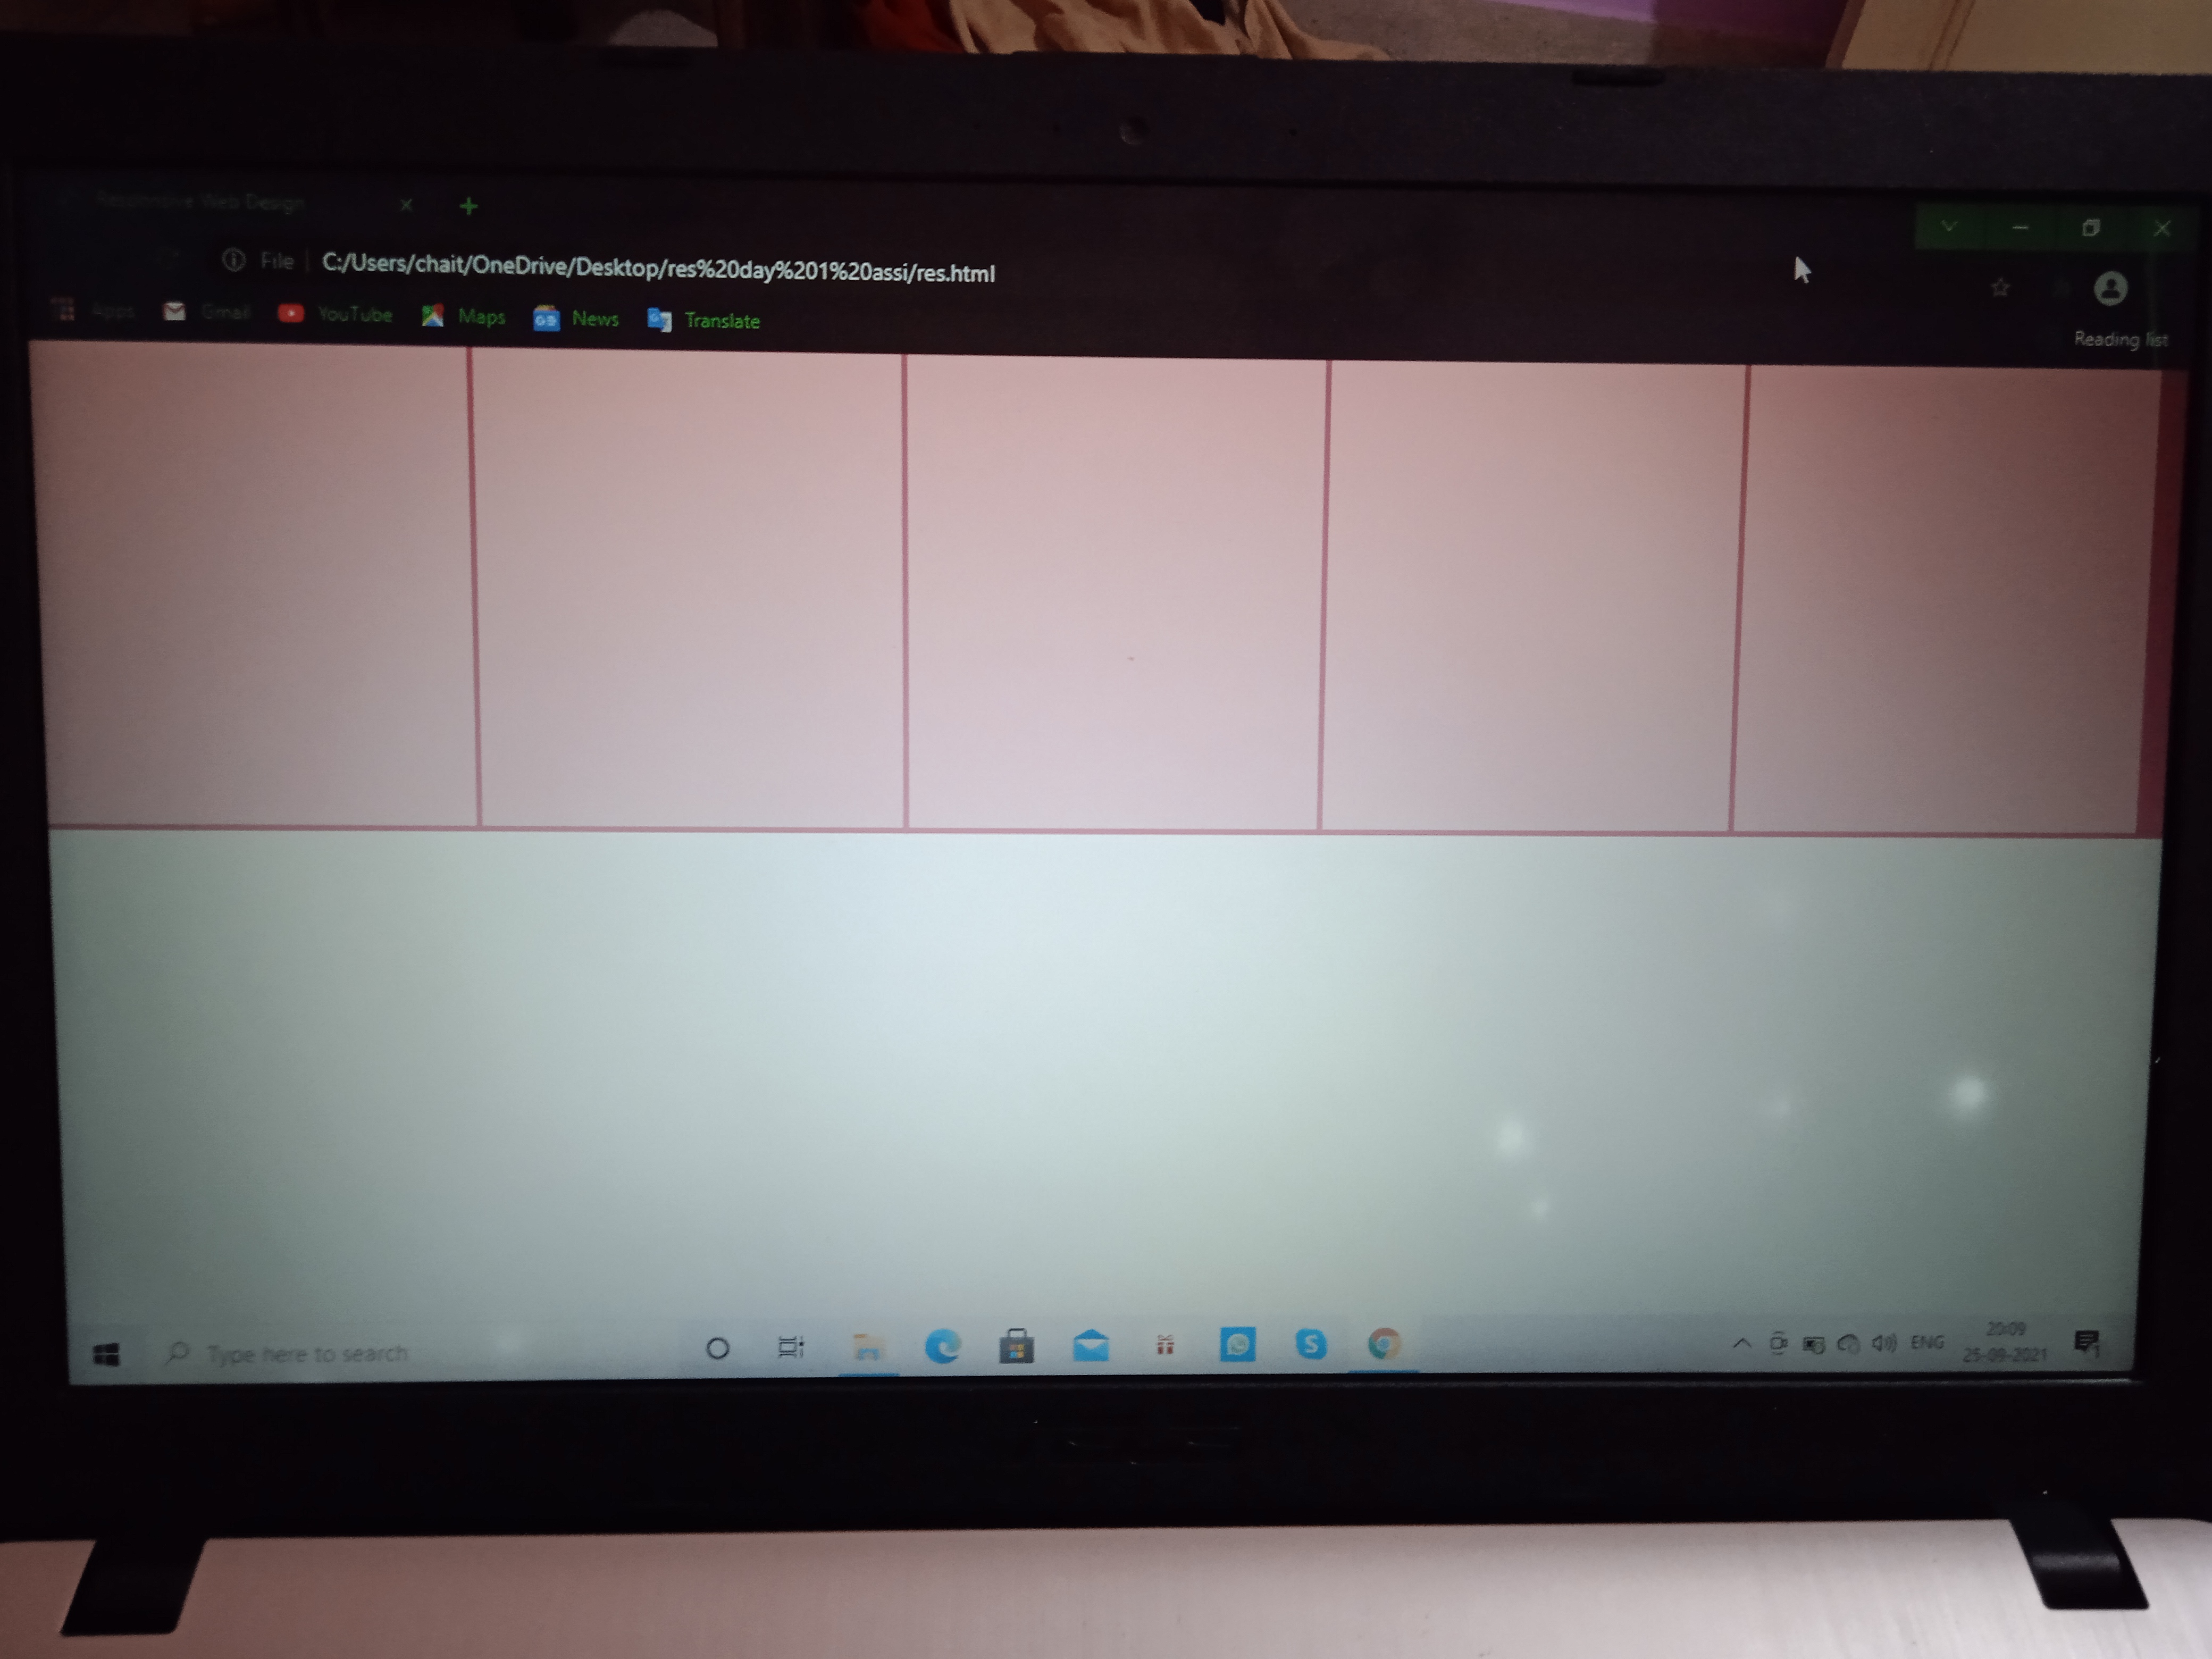 Responsive Web Design
File C:/Users/chait/OneDrive/Desktop/res%20day%201%20assi/res.html
Apps Gmail YouTube Maps News Translate
Reading list
Type here to search
ENG
20:09
25-09-2021